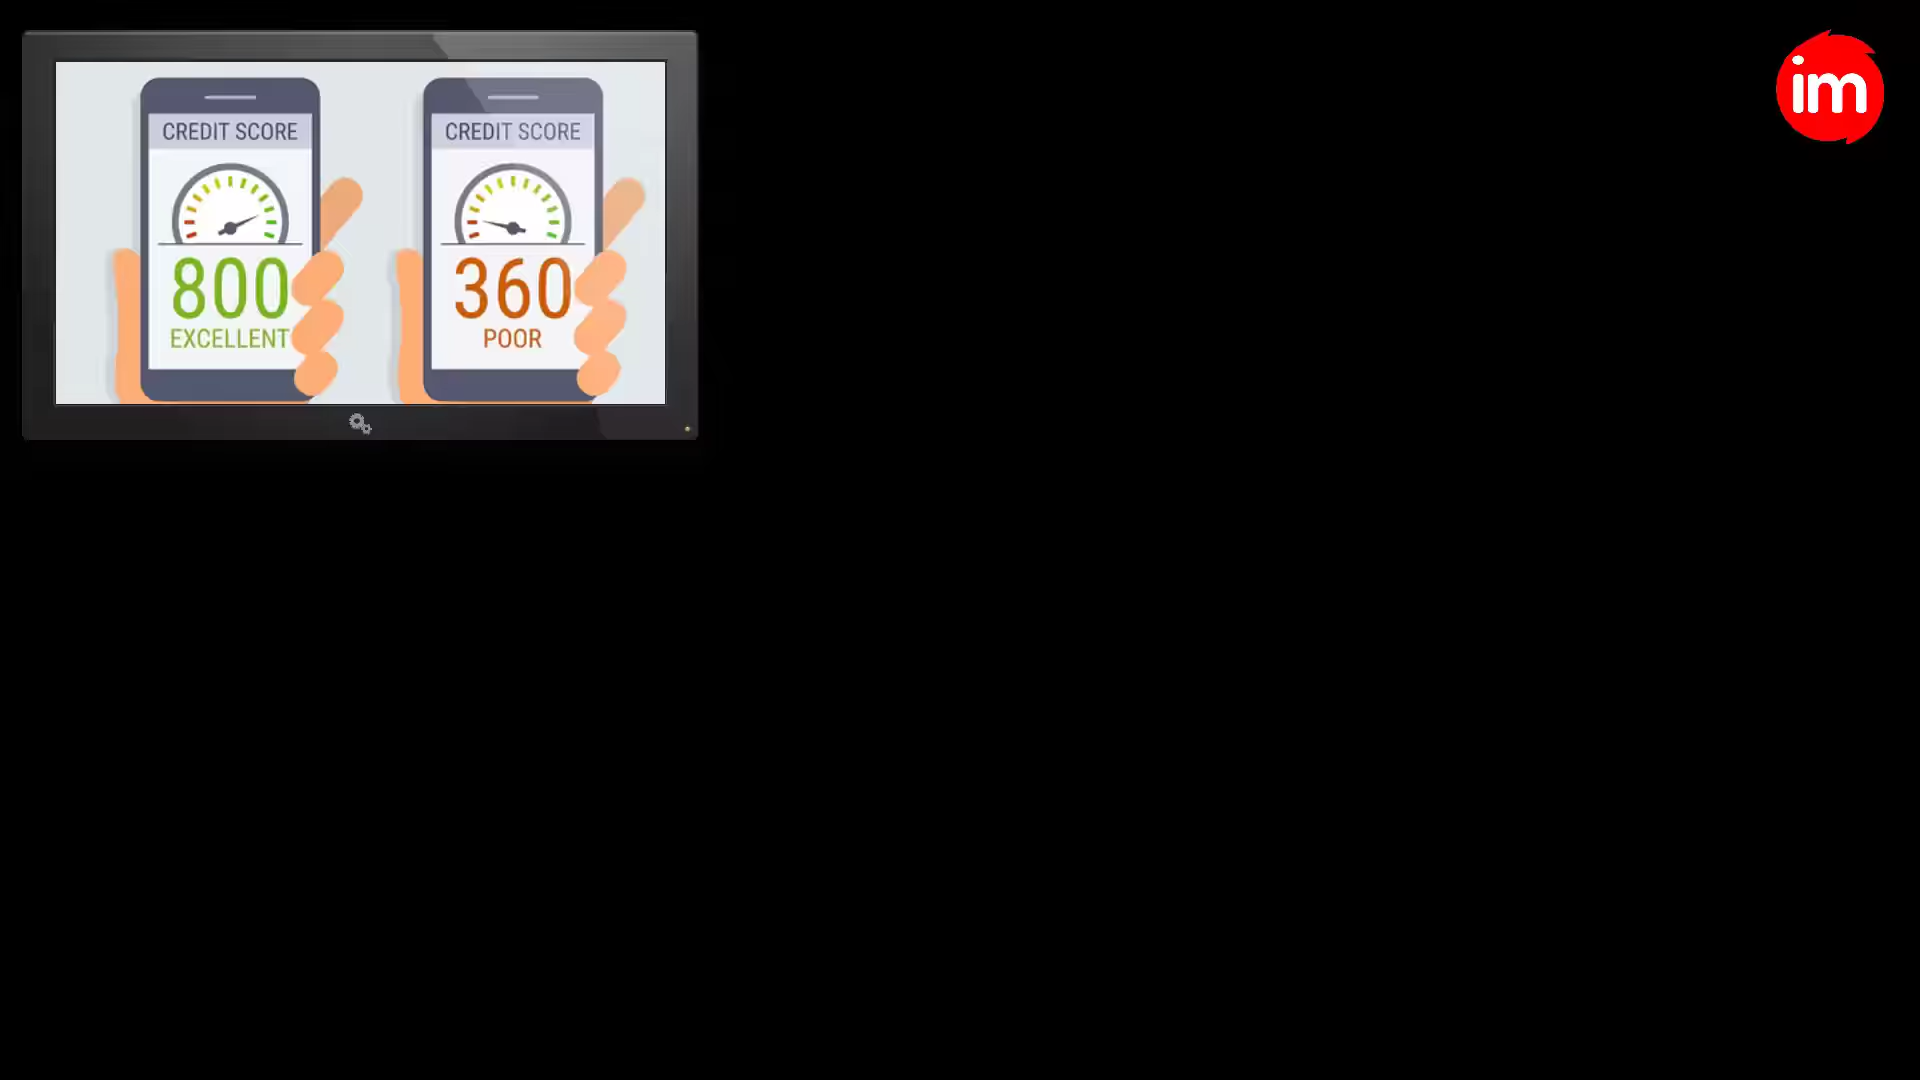 CREDIT SCORE
800
EXCELLENT
CREDIT SCORE
360
POOR
im